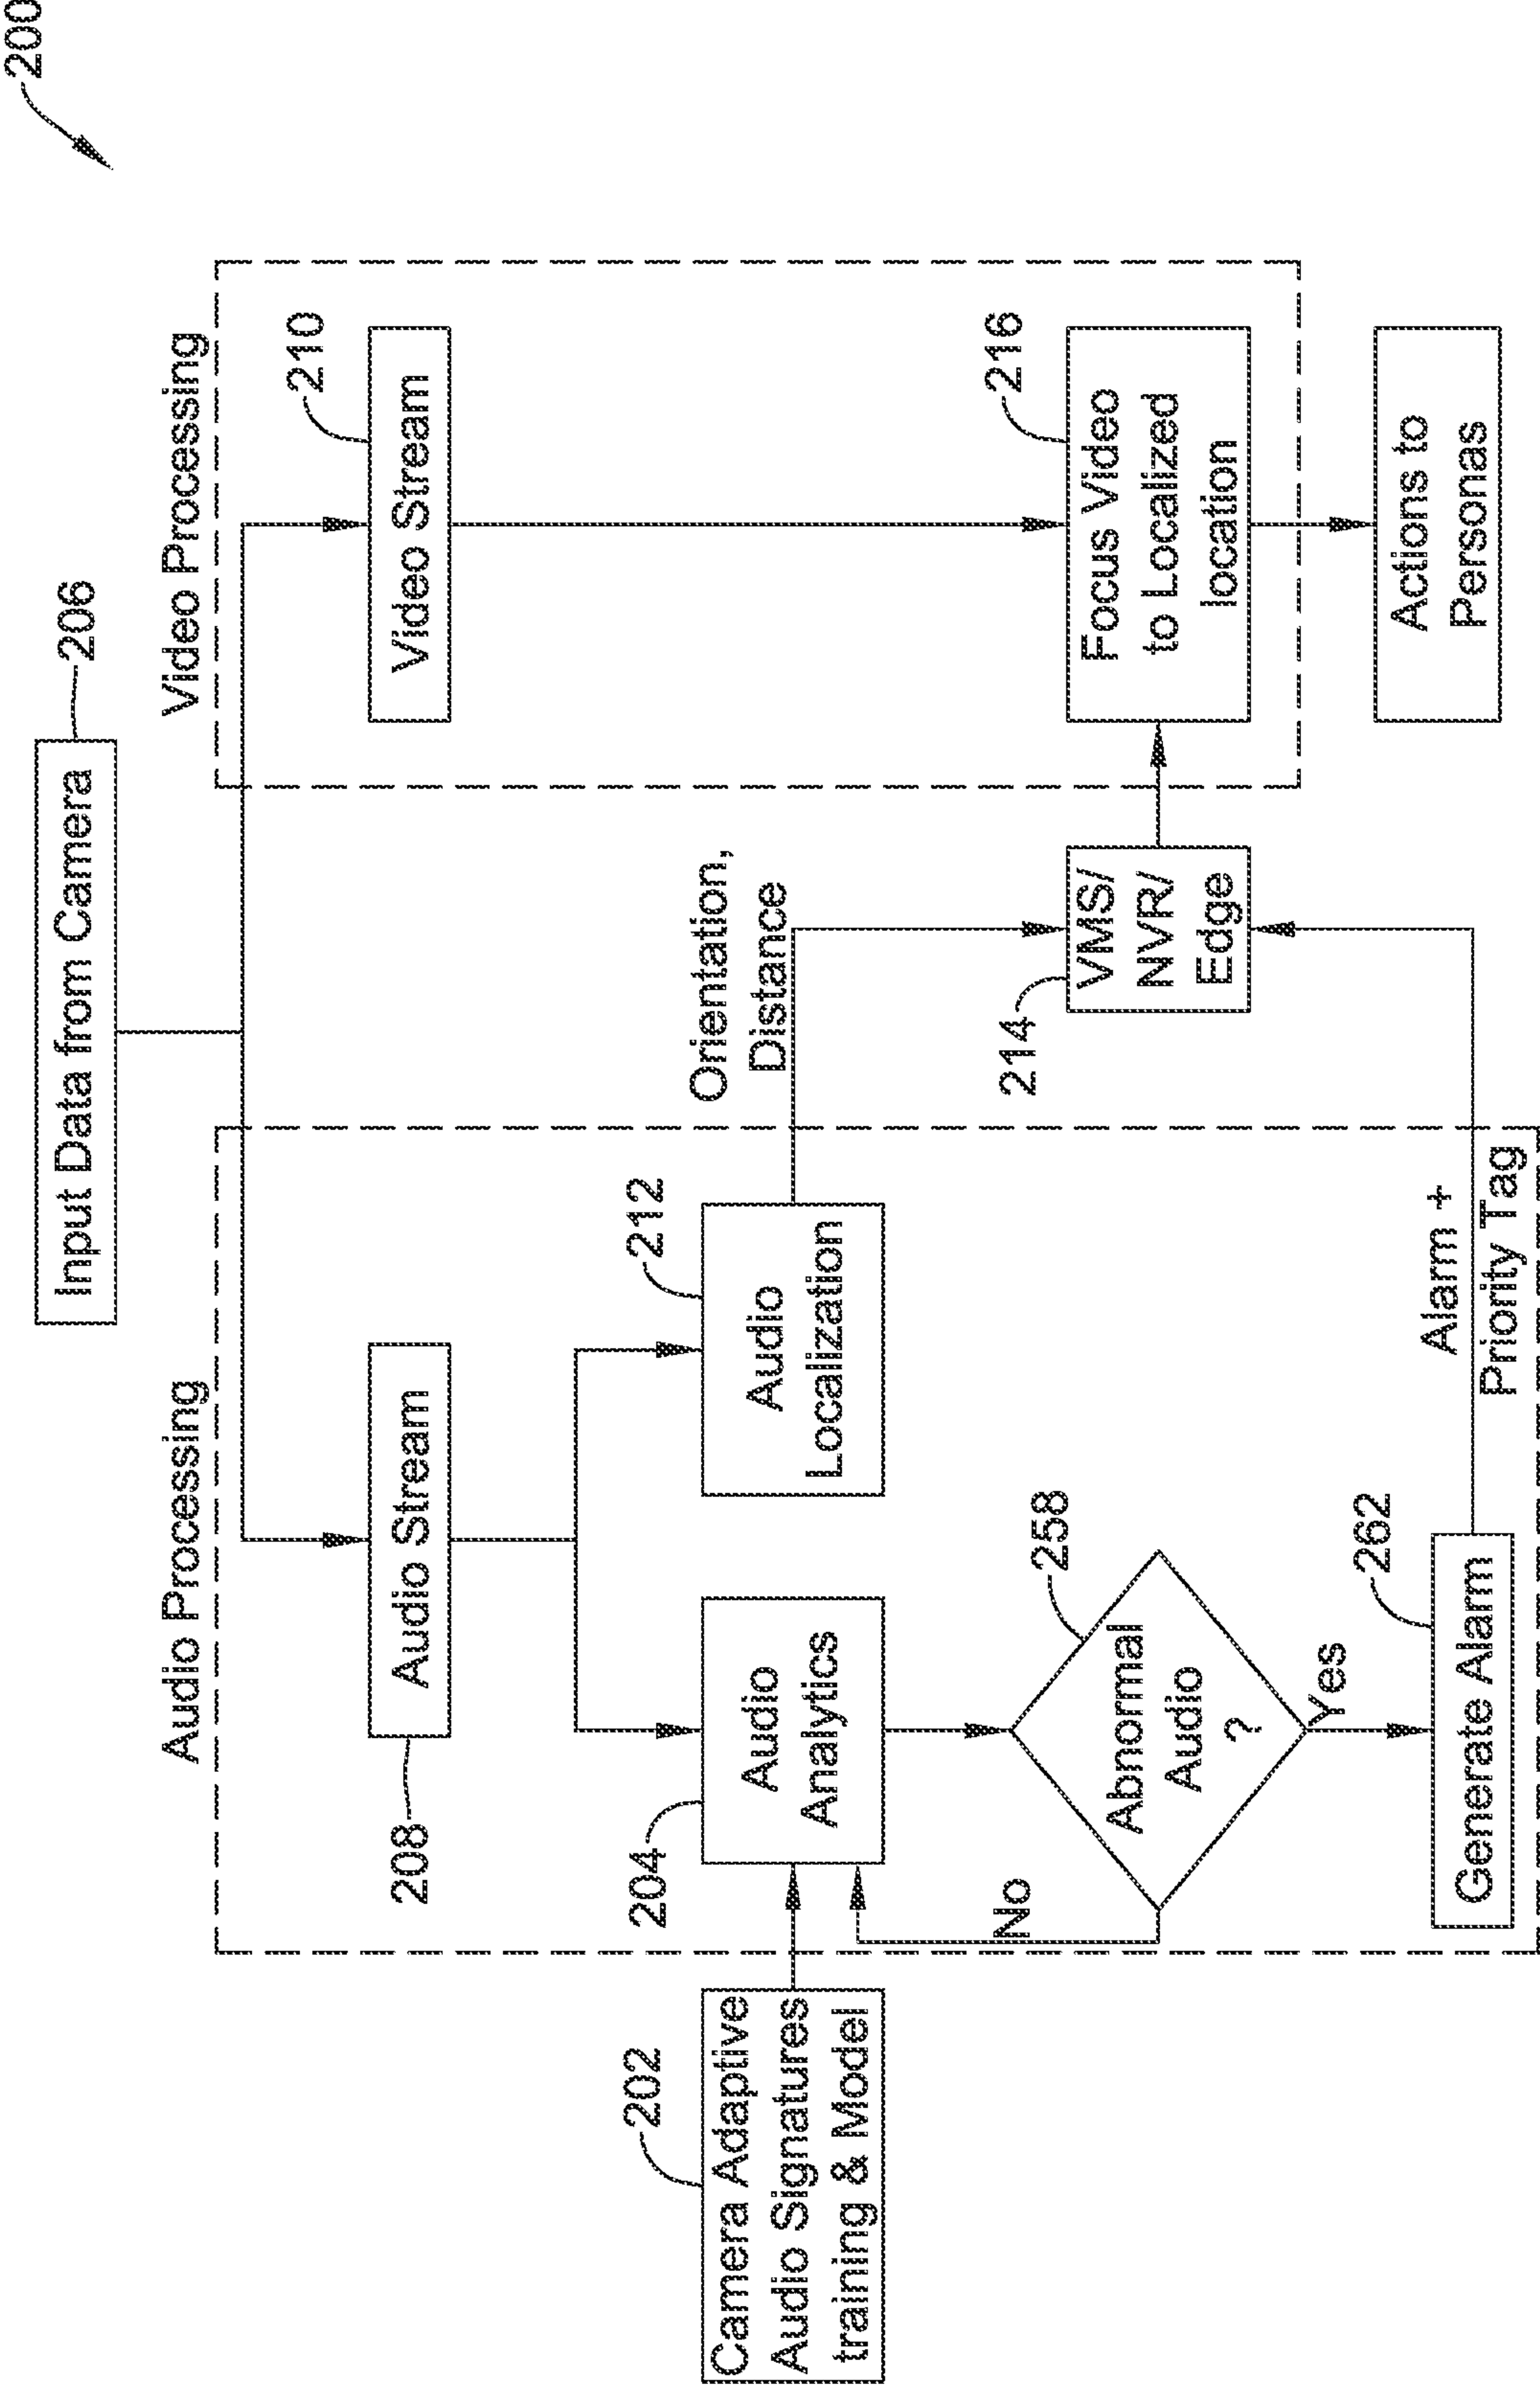 200
Input Data from Camera
206
Audio Processing
Video Processing
208
Audio Stream
Video Stream
210
202
Camera Adaptive
Audio Signatures
training & Model
204
Audio
Analytics
212
Audio
Localization
Orientation,
Distance
No
Abnormal
Audio
?
258
Yes
214
VMS/
NVR/
Edge
216
Focus Video
to Localized
location
262
Generate Alarm
Alarm +
Priority Tag
Actions to
Personas